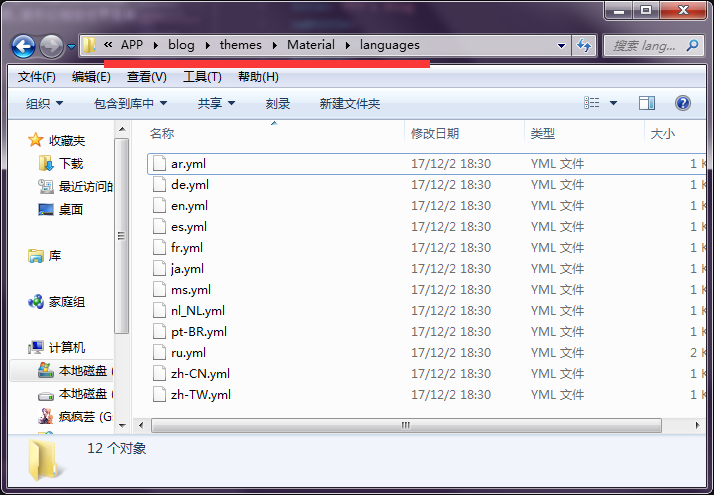 « APP blog themes Material languages
搜索 lang...
文件(F) 编辑(E) 查看(V) 工具(T) 帮助(H)
组织 包含到库中 共享 刻录 新建文件夹
收藏夹
下载
最近访问的
桌面
库
家庭组
计算机
本地磁盘 (
本地磁盘 (
疯疯芸 (G:
名称 修改日期 类型 大小
ar.yml 17/12/2 18:30 YML 文件 1 K
de.yml 17/12/2 18:30 YML 文件 1 K
en.yml 17/12/2 18:30 YML 文件 1 K
es.yml 17/12/2 18:30 YML 文件 1 K
fr.yml 17/12/2 18:30 YML 文件 1 K
ja.yml 17/12/2 18:30 YML 文件 1 K
ms.yml 17/12/2 18:30 YML 文件 1 K
nl_NL.yml 17/12/2 18:30 YML 文件 1 K
pt-BR.yml 17/12/2 18:30 YML 文件 1 K
ru.yml 17/12/2 18:30 YML 文件 2 K
zh-CN.yml 17/12/2 18:30 YML 文件 1 K
zh-TW.yml 17/12/2 18:30 YML 文件 1 K
12 个对象